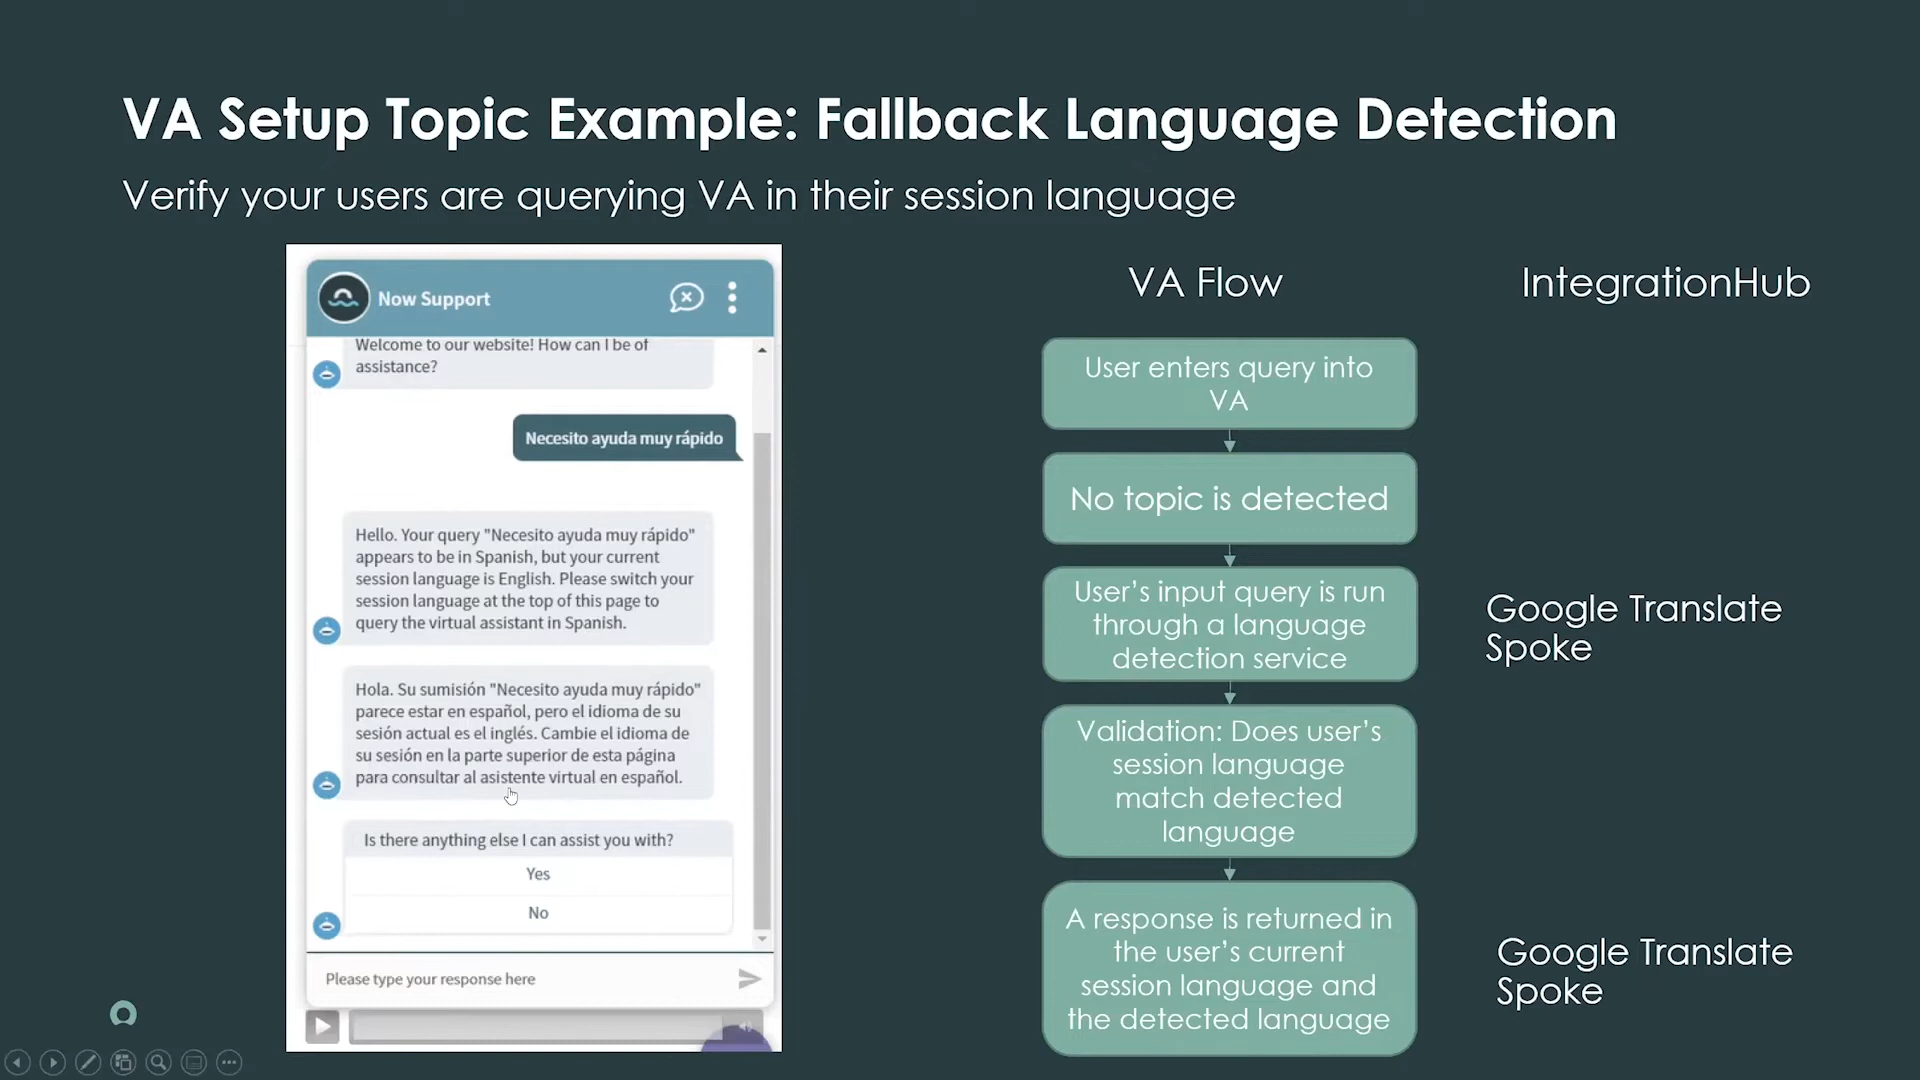 VA Setup Topic Example: Fallback Language Detection
Verify your users are querying VA in their session language
Now Support
Welcome to our website! How can I be of
assistance?
Necesito ayuda muy rápido
Hello. Your query "Necesito ayuda muy rápido"
appears to be in Spanish, but your current
session language is English. Please switch your
session language at the top of this page to
query the virtual assistant in Spanish.
Hola. Su sumisión "Necesito ayuda muy rápido"
parece estar en español, pero el idioma de su
sesión actual es el inglés. Cambie el idioma de
su sesión en la parte superior de esta página
para consultar al asistente virtual en español.
Is there anything else I can assist you with?
Yes
No
Please type your response here
VA Flow
User enters query into
VA
No topic is detected
User's input query is run
through a language
detection service
Validation: Does user's
session language
match detected
language
A response is returned in
the user's current
session language and
the detected language
IntegrationHub
Google Translate
Spoke
Google Translate
Spoke